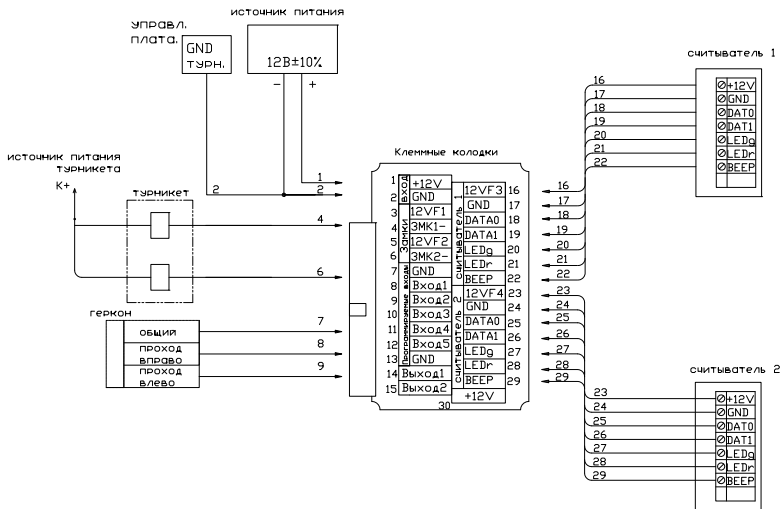 управл.
плата.
GND
турн.
источник питания
12В±10%
-
+
источник питания
турникета
К+
турникет
2
1
2
4
6
геркон
общий
проход
вправо
проход
влево
7
8
9
Клеммные колодки
вход
Замки
Программируемые входы
1
+12V
2
GND
3
12VF1
4
ЗМК1-
5
12VF2
6
ЗМК2-
7
GND
8
Вход1
9
Вход2
10
Вход3
11
Вход4
12
Вход5
13
GND
14
Выход1
15
Выход2
считыватель 1
12VF3
16
GND
17
DATA0
18
DATA1
19
LEDg
20
LEDr
21
BEEP
22
считыватель 2
12VF4
23
GND
24
DATA0
25
DATA1
26
LEDg
27
LEDr
28
BEEP
29
+12V
30
16
17
18
19
20
21
22
23
24
25
26
27
28
29
считыватель 1
16
+12V
17
GND
18
DAT0
19
DAT1
20
LEDg
21
LEDr
22
BEEP
считыватель 2
23
+12V
24
GND
25
DAT0
26
DAT1
27
LEDg
28
LEDr
29
BEEP